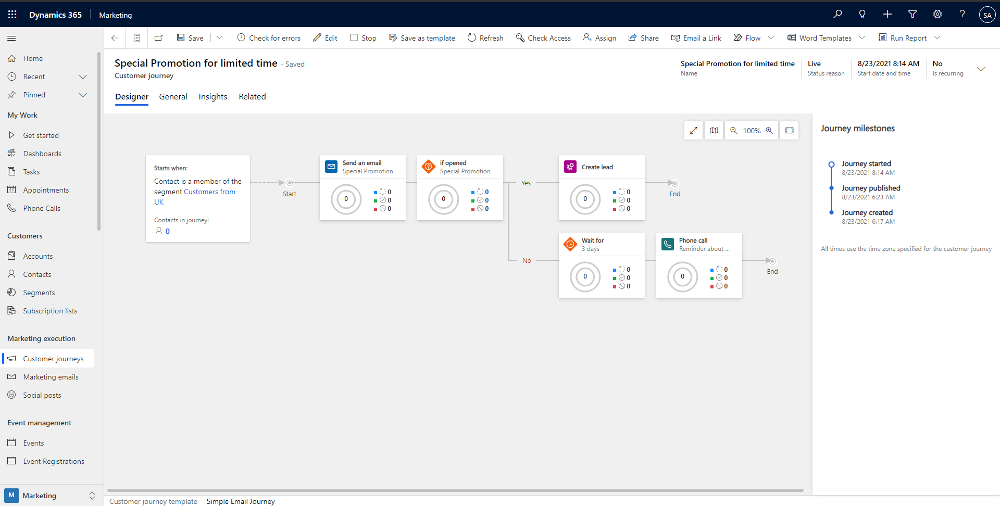 Dynamics 365
Marketing
SA
Save
Check for errors
Edit
Stop
Save as template
Refresh
Check Access
Assign
Share
Email a Link
Flow
Word Templates
Run Report
Home
Recent
Pinned
My Work
Get started
Dashboards
Tasks
Appointments
Phone Calls
Customers
Accounts
Contacts
Segments
Subscription lists
Marketing execution
Customer journeys
Marketing emails
Social posts
Event management
Events
Event Registrations
M
Marketing
Special Promotion for limited time - Saved
Customer journey
Special Promotion for limited time
Name
Live
Status reason
8/23/2021 8:14 AM
Start date and time
No
Is recurring
Designer
General
Insights
Related
100%
Starts when:
Contact is a member of the
segment Customers from
UK
Contacts in journey:
0
Start
Send an email
Special Promotion
0
0
0
0
if opened
Special Promotion
0
0
0
0
Yes
Create lead
0
0
0
0
End
No
Wait for
3 days
0
0
0
0
Phone call
Reminder about ...
0
0
0
0
End
Journey milestones
Journey started
8/23/2021 8:14 AM
Journey published
8/23/2021 6:23 AM
Journey created
8/23/2021 6:17 AM
All times use the time zone specified for the customer journey
Customer journey template
Simple Email Journey